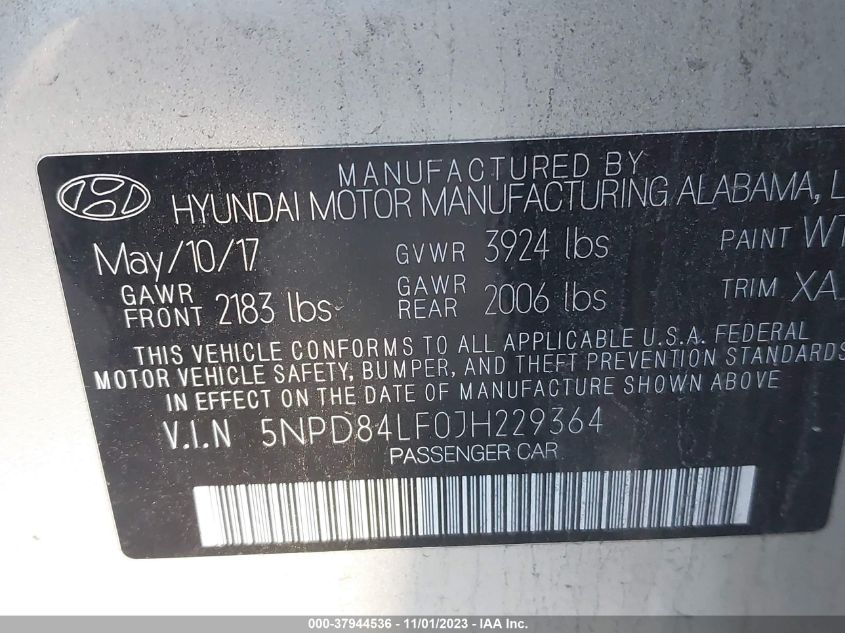 MANUFACTURED BY
HYUNDAI MOTOR MANUFACTURING ALABAMA, L
May/10/17 GVWR 3924 lbs PAINT WT
GAWR FRONT 2183 lbs GAWR REAR 2006 lbs TRIM XA
THIS VEHICLE CONFORMS TO ALL APPLICABLE U.S.A. FEDERAL
MOTOR VEHICLE SAFETY, BUMPER, AND THEFT PREVENTION STANDARDS
IN EFFECT ON THE DATE OF MANUFACTURE SHOWN ABOVE
V.I.N 5NPD84LF0JH229364
PASSENGER CAR
000-37944536 - 11/01/2023 - Copyright © 2023 IAA, Inc.